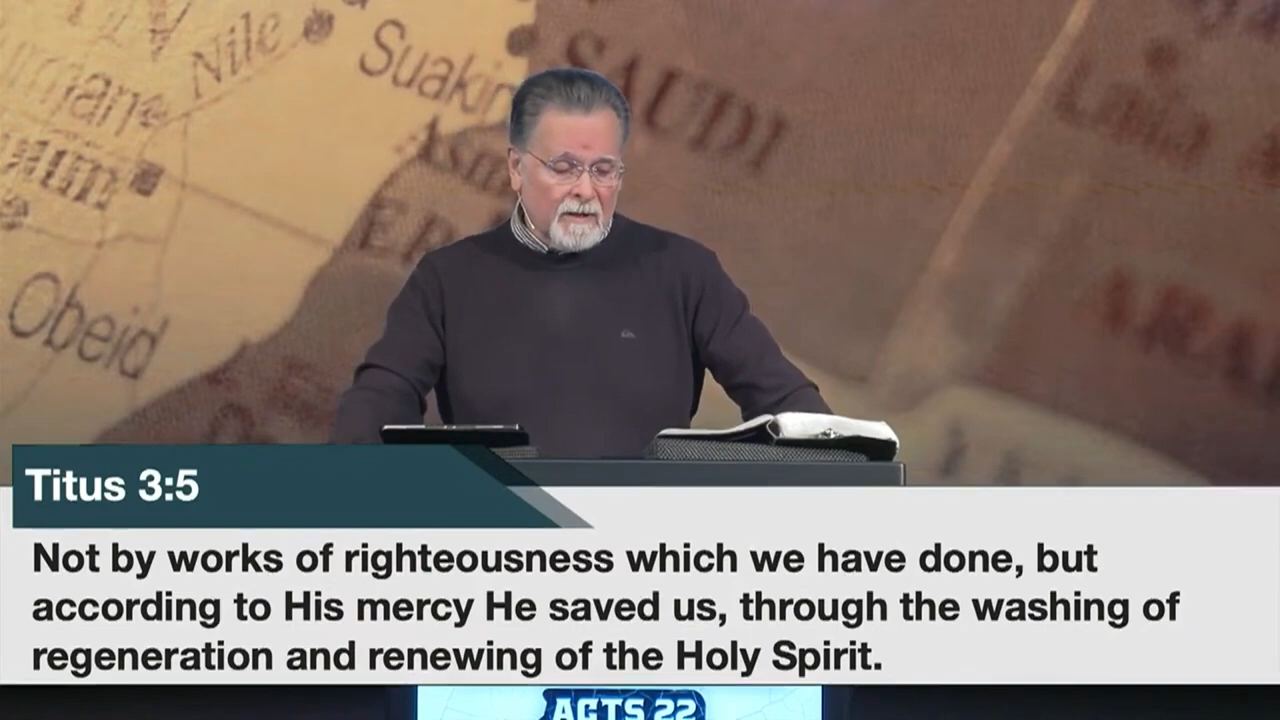 Nile
Suakin
SAUDI
Obeid
Titus 3:5
Not by works of righteousness which we have done, but
according to His mercy He saved us, through the washing of
regeneration and renewing of the Holy Spirit.
ACTS 22